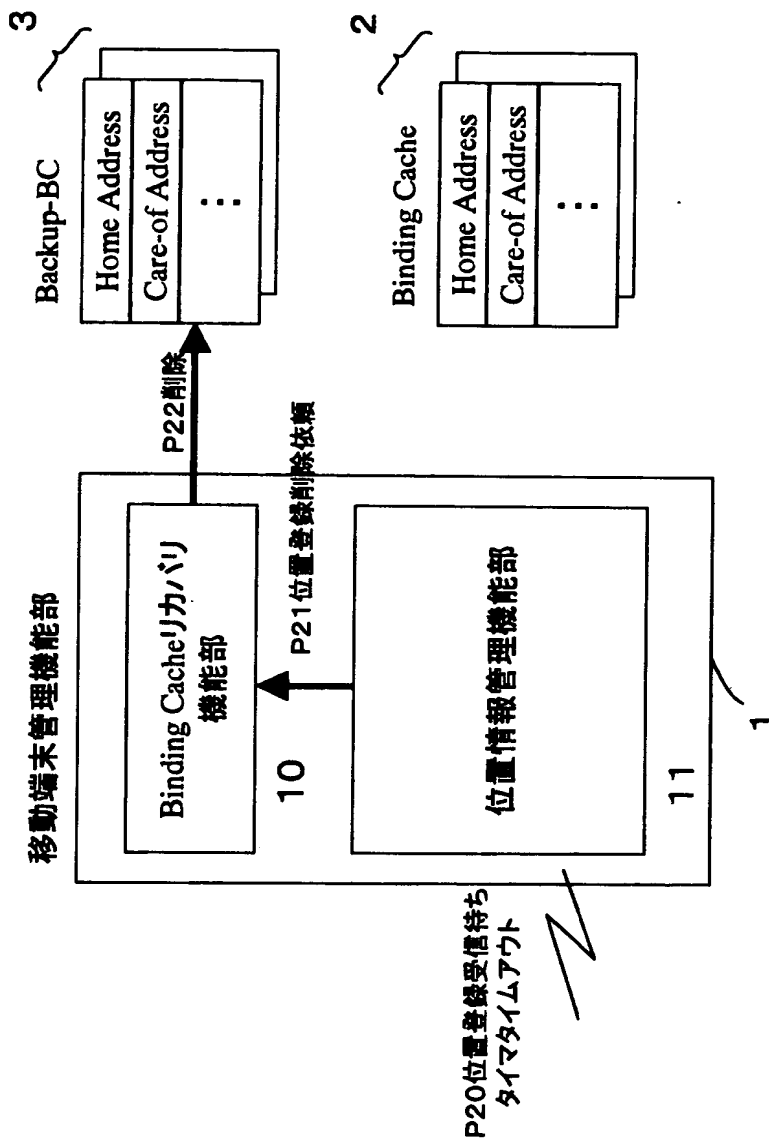 移動端末管理機能部
Binding Cacheリカバリ
機能部
10
P21位置登録削除依頼
位置情報管理機能部
11
1
P20位置登録受信待ち
タイマタイムアウト
P22削除
Backup-BC
3
Home Address
Care-of Address
⋮
Binding Cache
2
Home Address
Care-of Address
⋮